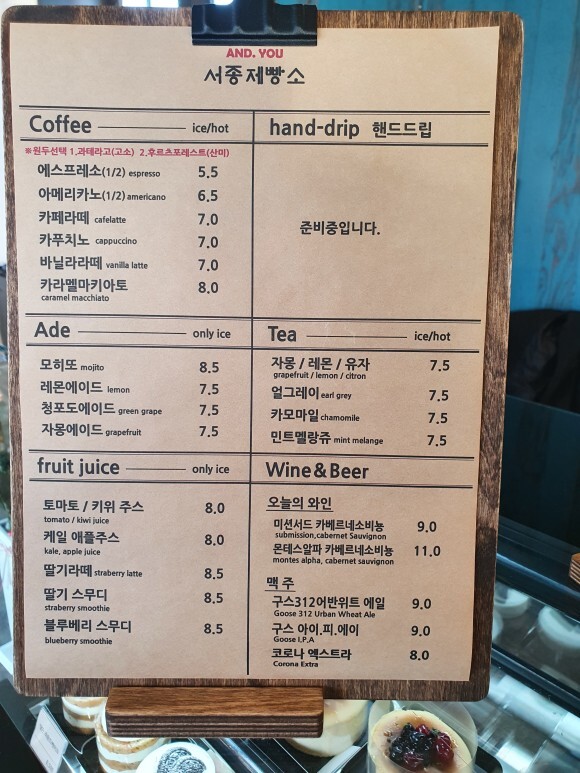 AND. YOU
서종제빵소
Coffee ice/hot
※원두선택 1.과테라고(고소) 2.후르츠포레스트(산미)
에스프레소(1/2) espresso 5.5
아메리카노(1/2) americano 6.5
카페라떼 cafelatte 7.0
카푸치노 cappuccino 7.0
바닐라라떼 vanilla latte 7.0
카라멜마키아토 8.0
caramel macchiato
hand-drip 핸드드립
준비중입니다.
Ade only ice
모히또 mojito 8.5
레몬에이드 lemon 7.5
청포도에이드 green grape 7.5
자몽에이드 grapefruit 7.5
Tea ice/hot
자몽 / 레몬 / 유자 7.5
grapefruit / lemon / citron
얼그레이 earl grey 7.5
카모마일 chamomile 7.5
민트멜랑쥬 mint melange 7.5
fruit juice only ice
토마토 / 키위 주스 8.0
tomato / kiwi juice
케일 애플주스 8.0
kale, apple juice
딸기라떼 straberry latte 8.5
딸기 스무디 8.5
straberry smoothie
블루베리 스무디 8.5
blueberry smoothie
Wine&Beer
오늘의 와인
미션서드 카베르네소비뇽 9.0
submission,cabernet Sauvignon
몬테스알파 카베르네소비뇽 11.0
montes alpha, cabernet sauvignon
맥 주
구스312어반위트 에일 9.0
Goose 312 Urban Wheat Ale
구스 아이.피.에이 9.0
Goose I.P.A
코로나 엑스트라 8.0
Corona Extra